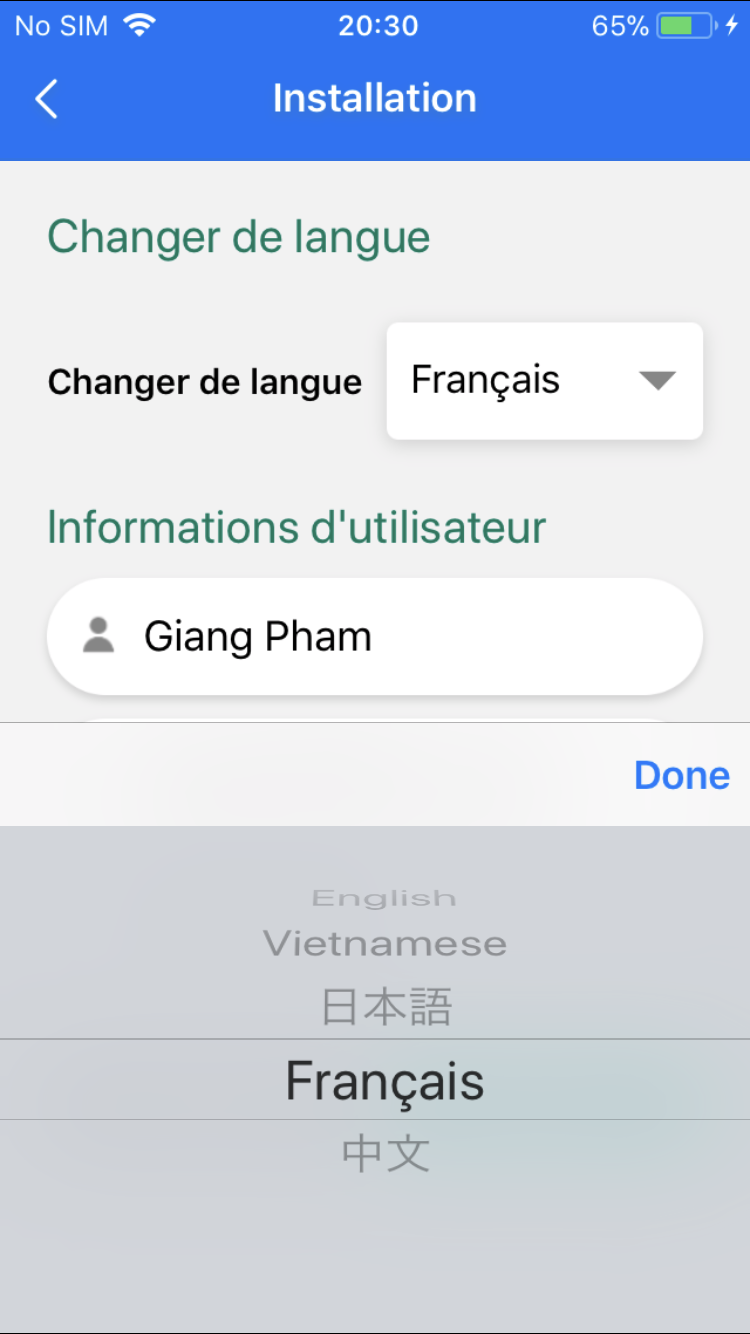 No SIM 20:30 65%
Installation
Changer de langue
Changer de langue Français
Informations d'utilisateur
Giang Pham
Done
English
Vietnamese
日本語
Français
中文